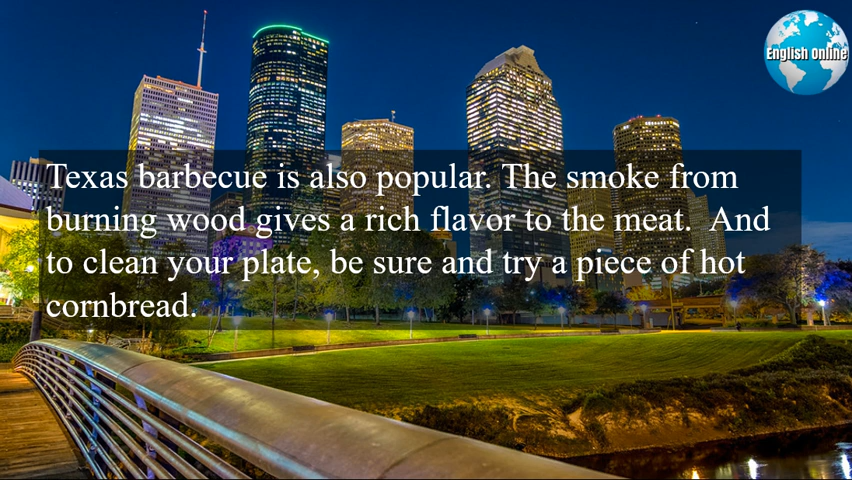 English Online
Texas barbecue is also popular. The smoke from
burning wood gives a rich flavor to the meat.  And
to clean your plate, be sure and try a piece of hot
cornbread.